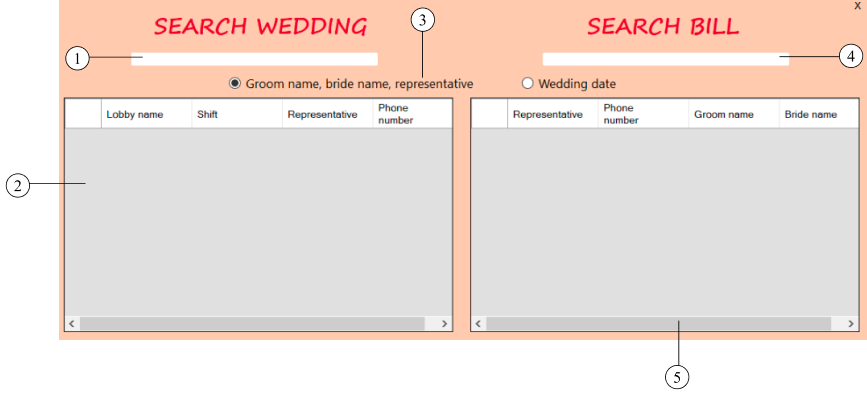 x
SEARCH WEDDING
SEARCH BILL
3
1
4
Groom name, bride name, representative
Wedding date
Lobby name
Shift
Representative
Phone
number
Representative
Phone
number
Groom name
Bride name
2
5